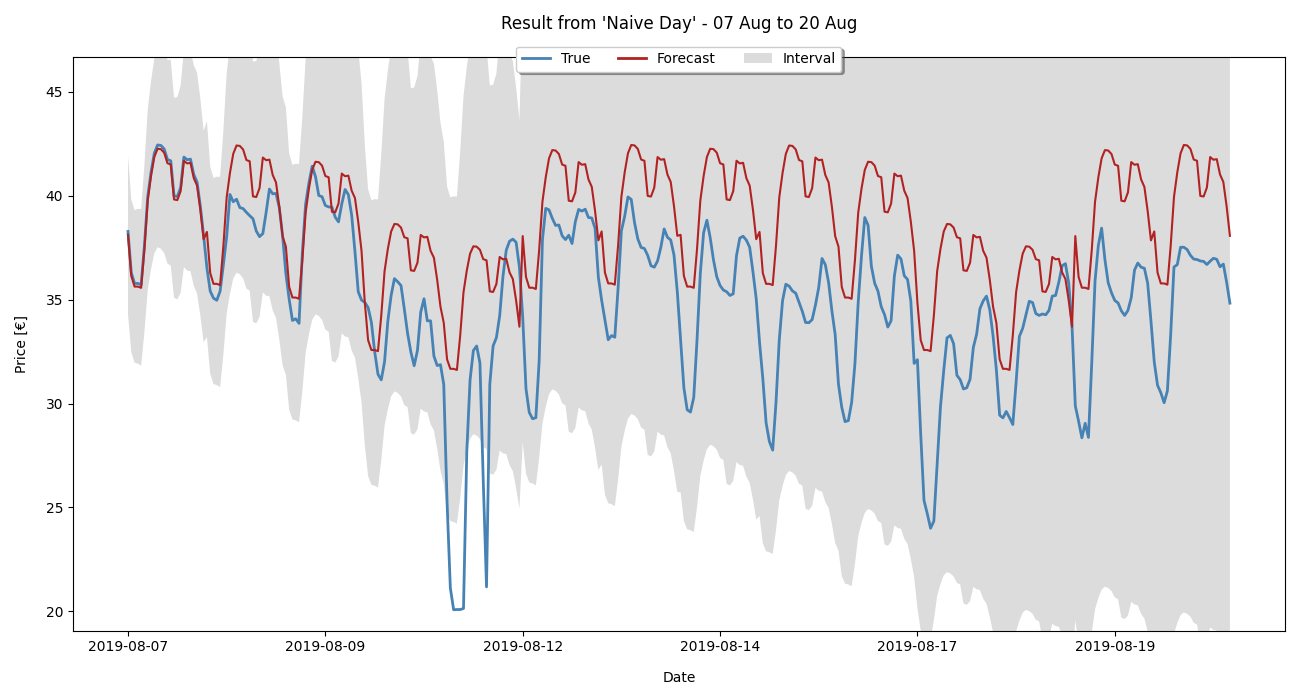 Result from 'Naive Day' - 07 Aug to 20 Aug
True Forecast Interval
45
40
35
30
25
20
Price [€]
2019-08-07 2019-08-09 2019-08-12 2019-08-14 2019-08-17 2019-08-19
Date